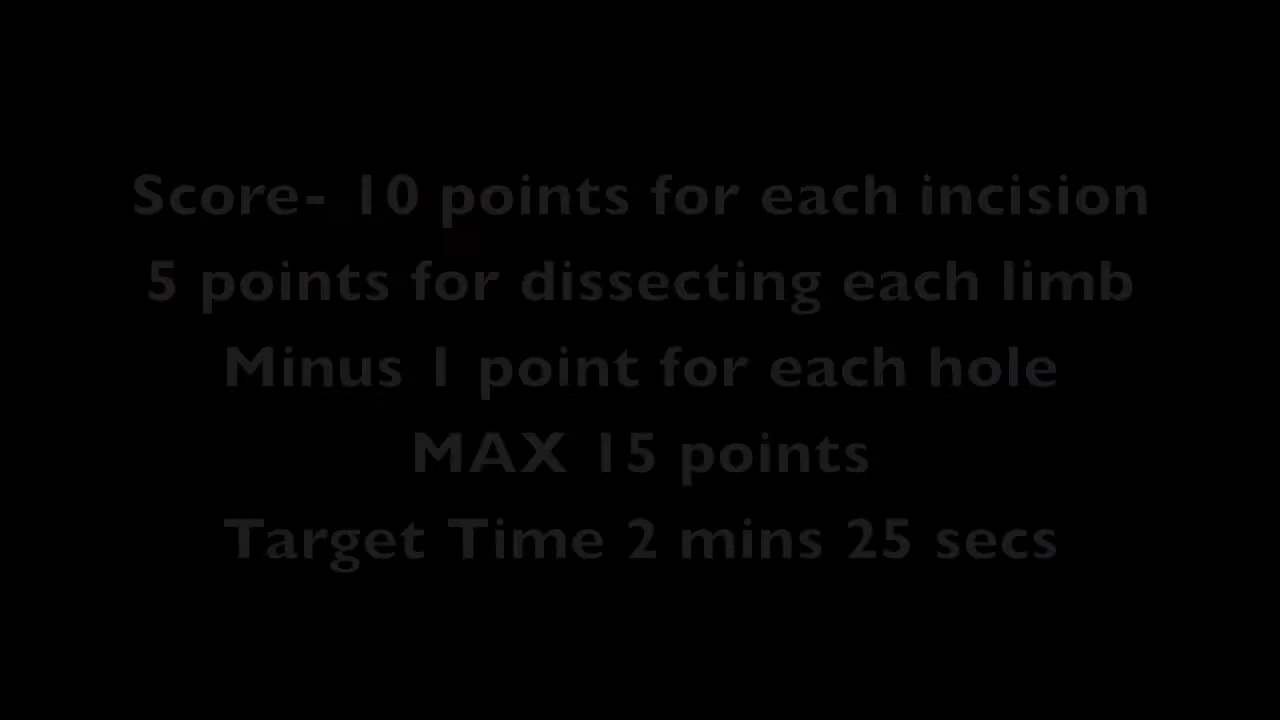 Score- 10 points for each incision
5 points for dissecting each limb
Minus 1 point for each hole
MAX 15 points
Target Time 2 mins 25 secs